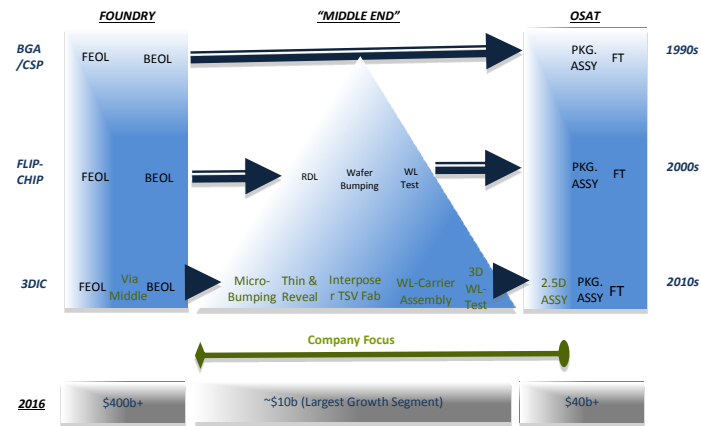 FOUNDRY
“MIDDLE END”
OSAT
BGA
/CSP
FEOL
BEOL
PKG.
ASSY
FT
1990s
FLIP-
CHIP
FEOL
BEOL
RDL
Wafer
Bumping
WL
Test
PKG.
ASSY
FT
2000s
3DIC
FEOL
Via
Middle
BEOL
Micro-
Bumping
Thin &
Reveal
Interpose
r TSV Fab
WL-Carrier
Assembly
3D
WL-
Test
2.5D
ASSY
PKG.
ASSY
FT
2010s
Company Focus
2016
$400b+
~$10b (Largest Growth Segment)
$40b+